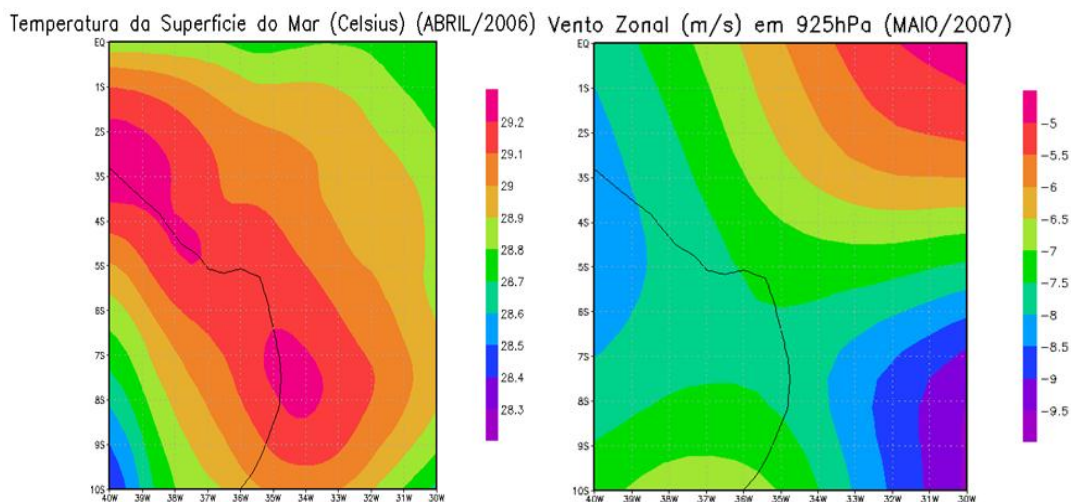 Temperatura da Superfície do Mar (Celsius) (ABRIL/2006)
EQ
1S
2S
3S
4S
5S
6S
7S
8S
9S
10S
40W 39W 38W 37W 36W 35W 34W 33W 32W 31W 30W
29.2
29.1
29
28.9
28.8
28.7
28.6
28.5
28.4
28.3
Vento Zonal (m/s) em 925hPa (MAIO/2007)
EQ
1S
2S
3S
4S
5S
6S
7S
8S
9S
10S
40W 39W 38W 37W 36W 35W 34W 33W 32W 31W 30W
-5
-5.5
-6
-6.5
-7
-7.5
-8
-8.5
-9
-9.5